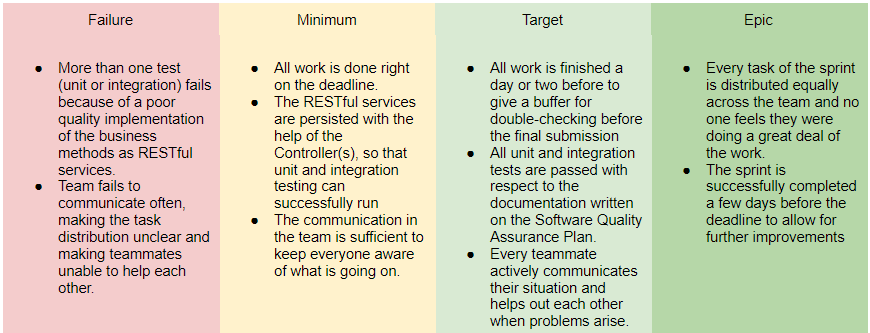 Failure
● More than one test
(unit or integration) fails
because of a poor
quality implementation
of the business
methods as RESTful
services.
● Team fails to
communicate often,
making the task
distribution unclear and
making teammates
unable to help each
other.
Minimum
● All work is done right
on the deadline.
● The RESTful services
are persisted with the
help of the
Controller(s), so that
unit and integration
testing can
successfully run
● The communication in
the team is sufficient to
keep everyone aware
of what is going on.
Target
● All work is finished a
day or two before to
give a buffer for
double-checking before
the final submission
● All unit and integration
tests are passed with
respect to the
documentation written
on the Software Quality
Assurance Plan.
● Every teammate
actively communicates
their situation and
helps out each other
when problems arise.
Epic
● Every task of the sprint
is distributed equally
across the team and no
one feels they were
doing a great deal of
the work.
● The sprint is
successfully completed
a few days before the
deadline to allow for
further improvements